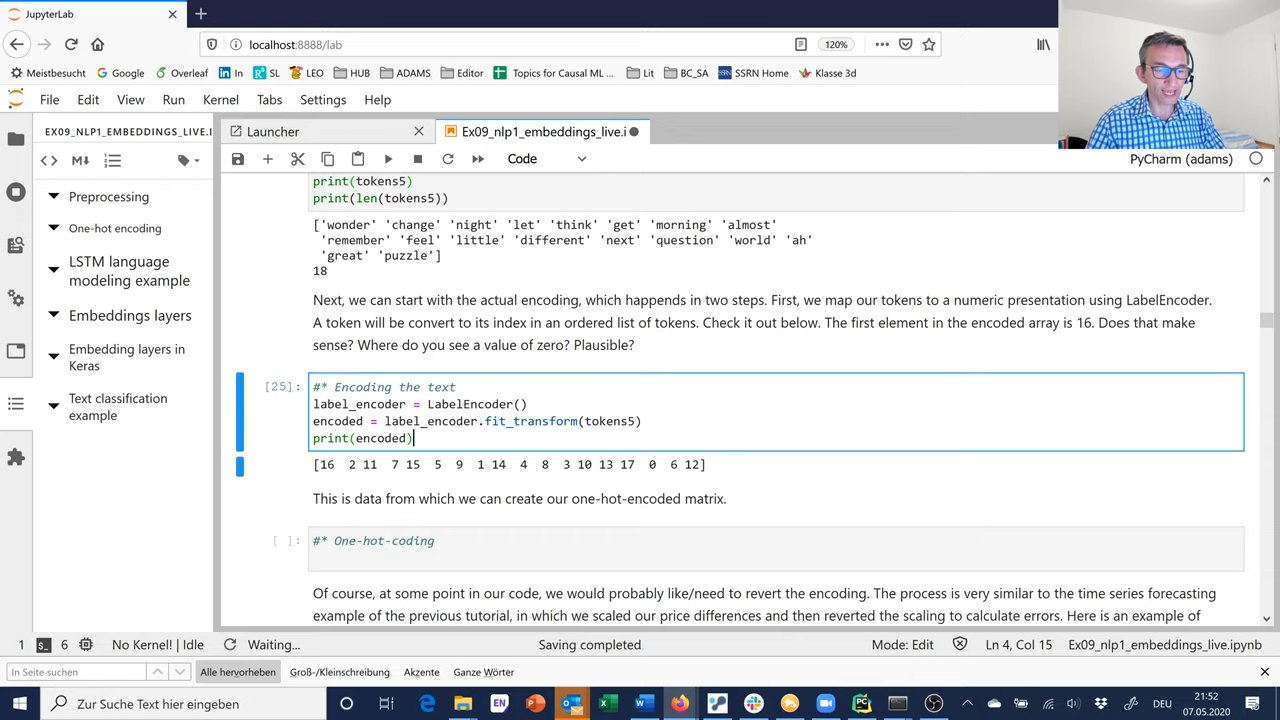 JupyterLab
localhost:8888/lab
120%
Meistbesucht
Google
Overleaf
In
SL
LEO
HUB
ADAMS
Editor
Topics for Causal ML ...
Lit
BC_SA
SSRN Home
Klasse 3d
File Edit View Run Kernel Tabs Settings Help
EX09_NLP1_EMBEDDINGS_LIVE.I
Launcher
Ex09_nlp1_embeddings_live.i
Code
PyCharm (adams)
Preprocessing
One-hot encoding
LSTM language
modeling example
Embeddings layers
Embedding layers in
Keras
Text classification
example
print(tokens5)
print(len(tokens5))
['wonder' 'change' 'night' 'let' 'think' 'get' 'morning' 'almost'
'remember' 'feel' 'little' 'different' 'next' 'question' 'world' 'ah'
'great' 'puzzle']
18
Next, we can start with the actual encoding, which happends in two steps. First, we map our tokens to a numeric presentation using LabelEncoder.
A token will be convert to its index in an ordered list of tokens. Check it out below. The first element in the encoded array is 16. Does that make
sense? Where do you see a value of zero? Plausible?
[25]:
#* Encoding the text
label_encoder = LabelEncoder()
encoded = label_encoder.fit_transform(tokens5)
print(encoded)
[16 2 11 7 15 5 9 1 14 4 8 3 10 13 17 0 6 12]
This is data from which we can create our one-hot-encoded matrix.
[ ]:
#* One-hot-coding
Of course, at some point in our code, we would probably like/need to revert the encoding. The process is very similar to the time series forecasting
example of the previous tutorial, in which we scaled our price differences and then reverted the scaling to calculate errors. Here is an example of
1
6
No Kernel! | Idle
Waiting...
Saving completed
Mode: Edit
Ln 4, Col 15
Ex09_nlp1_embeddings_live.ipynb
In Seite suchen
Alle hervorheben
Groß-/Kleinschreibung
Akzente
Ganze Wörter
Zur Suche Text hier eingeben
DEU
21:52
07.05.2020